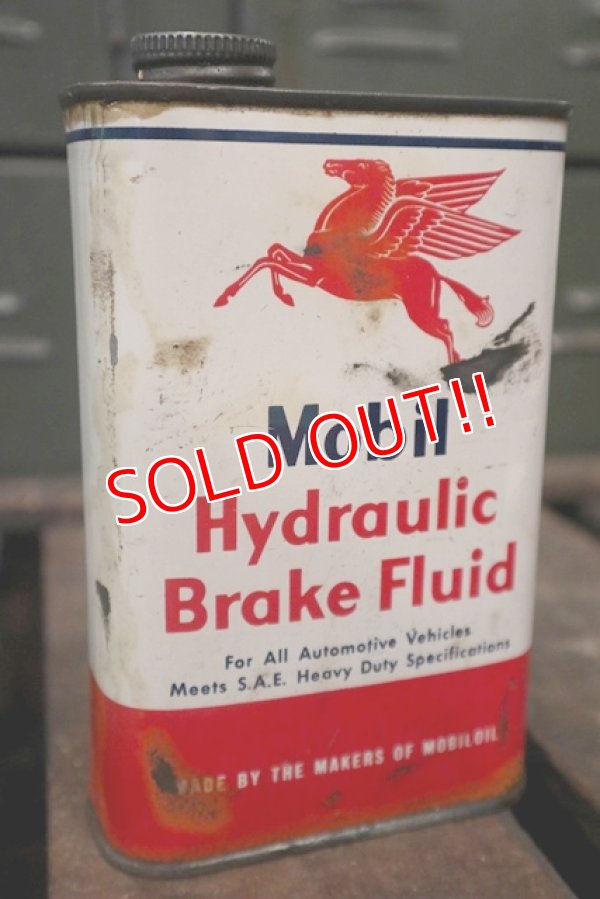 Mobil
SOLD OUT!!
Hydraulic
Brake Fluid
For All Automotive Vehicles
Meets S.A.E. Heavy Duty Specifications
MADE BY THE MAKERS OF MOBILOIL